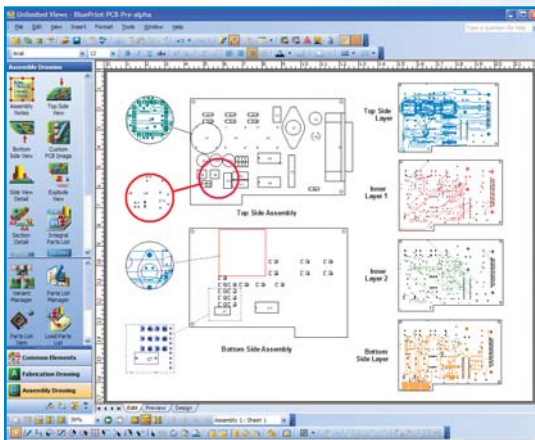 Unlimited Views - BluePrint-PCB Pre-alpha
File Edit View Insert Format Tools Window Help
Type a question for help
Arial
12
Assembly Drawing
Assembly Notes
Top Side View
Bottom Side View
Custom PCB Image
Side View Detail
Explode View
Section Detail
Integral Parts List
Variant Manager
Parts List Manager
Parts List Item
Load Parts List
Common Elements
Fabrication Drawing
Assembly Drawing
Top Side Assembly
Bottom Side Assembly
Top Side
Layer
Inner
Layer 1
Inner
Layer 2
Bottom
Side Layer
Edit Preview Design
39%
Assembly 1 : Sheet 1